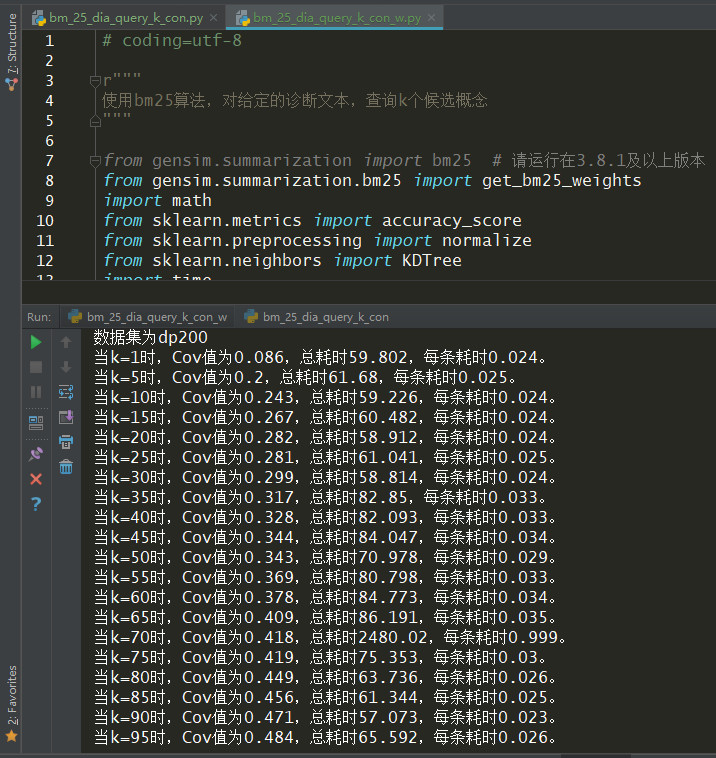 bm_25_dia_query_k_con.py
bm_25_dia_query_k_con_w.py
7: Structure
1 # coding=utf-8
2
3 r"""
4 使用bm25算法，对给定的诊断文本，查询k个候选概念
5 """
6
7 from gensim.summarization import bm25  # 请运行在3.8.1及以上版本
8 from gensim.summarization.bm25 import get_bm25_weights
9 import math
10 from sklearn.metrics import accuracy_score
11 from sklearn.preprocessing import normalize
12 from sklearn.neighbors import KDTree
13 import time
Run: bm_25_dia_query_k_con_w bm_25_dia_query_k_con
数据集为dp200
当k=1时，Cov值为0.086，总耗时59.802，每条耗时0.024。
当k=5时，Cov值为0.2，总耗时61.68，每条耗时0.025。
当k=10时，Cov值为0.243，总耗时59.226，每条耗时0.024。
当k=15时，Cov值为0.267，总耗时60.482，每条耗时0.024。
当k=20时，Cov值为0.282，总耗时58.912，每条耗时0.024。
当k=25时，Cov值为0.281，总耗时61.041，每条耗时0.025。
当k=30时，Cov值为0.299，总耗时58.814，每条耗时0.024。
当k=35时，Cov值为0.317，总耗时82.85，每条耗时0.033。
当k=40时，Cov值为0.328，总耗时82.093，每条耗时0.033。
当k=45时，Cov值为0.344，总耗时84.047，每条耗时0.034。
当k=50时，Cov值为0.343，总耗时70.978，每条耗时0.029。
当k=55时，Cov值为0.369，总耗时80.798，每条耗时0.033。
当k=60时，Cov值为0.378，总耗时84.773，每条耗时0.034。
当k=65时，Cov值为0.409，总耗时86.191，每条耗时0.035。
当k=70时，Cov值为0.418，总耗时2480.02，每条耗时0.999。
当k=75时，Cov值为0.419，总耗时75.353，每条耗时0.03。
当k=80时，Cov值为0.449，总耗时63.736，每条耗时0.026。
当k=85时，Cov值为0.456，总耗时61.344，每条耗时0.025。
当k=90时，Cov值为0.471，总耗时57.073，每条耗时0.023。
当k=95时，Cov值为0.484，总耗时65.592，每条耗时0.026。
2: Favorites